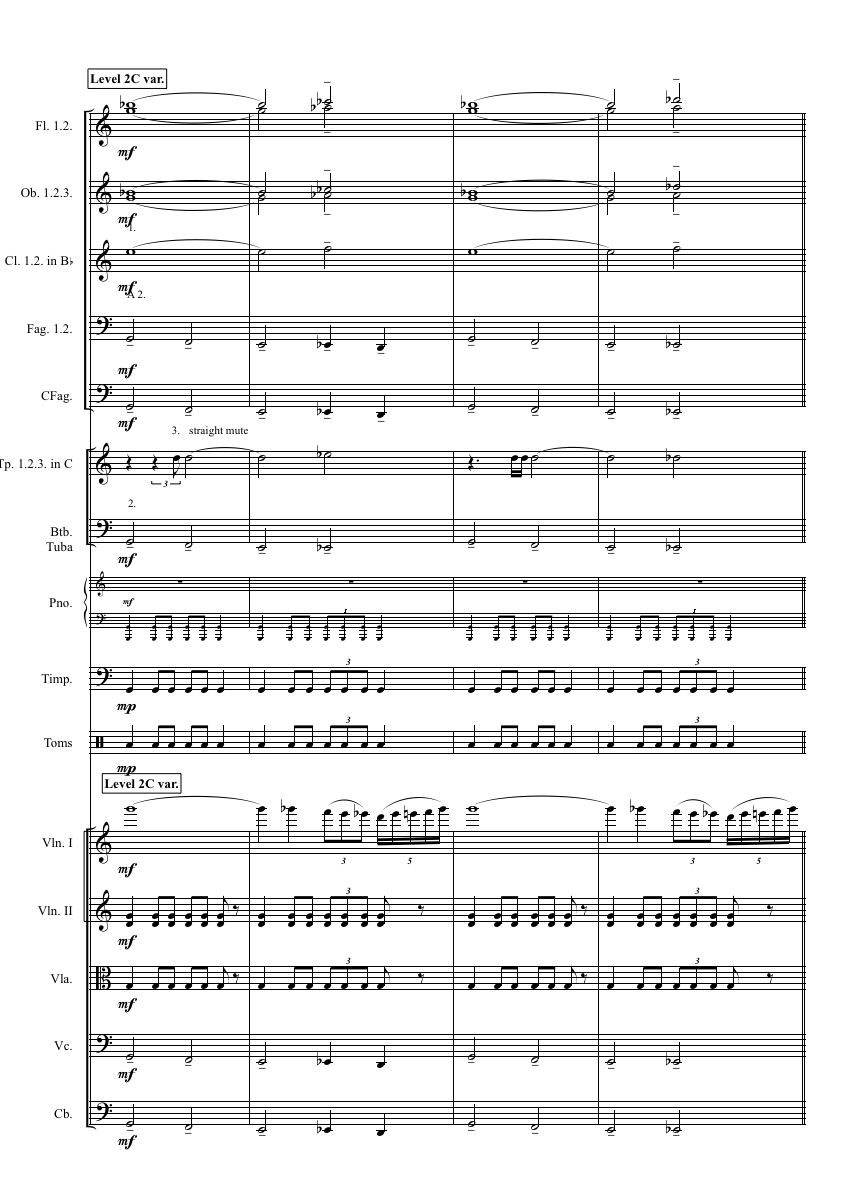 Level 2C var.
Fl. 1.2.
mf
Ob. 1.2.3.
mf
1.
Cl. 1.2. in B♭
mf
A 2.
Fag. 1.2.
mf
CFag.
mf
3. straight mute
Tp. 1.2.3. in C
3
2.
Btb.
Tuba
mf
Pno.
mf
3
3
Timp.
3
3
mp
Toms
3
3
mp
Level 2C var.
Vln. I
3
5
3
5
mf
Vln. II
3
3
mf
Vla.
3
3
mf
Vc.
mf
Cb.
mf